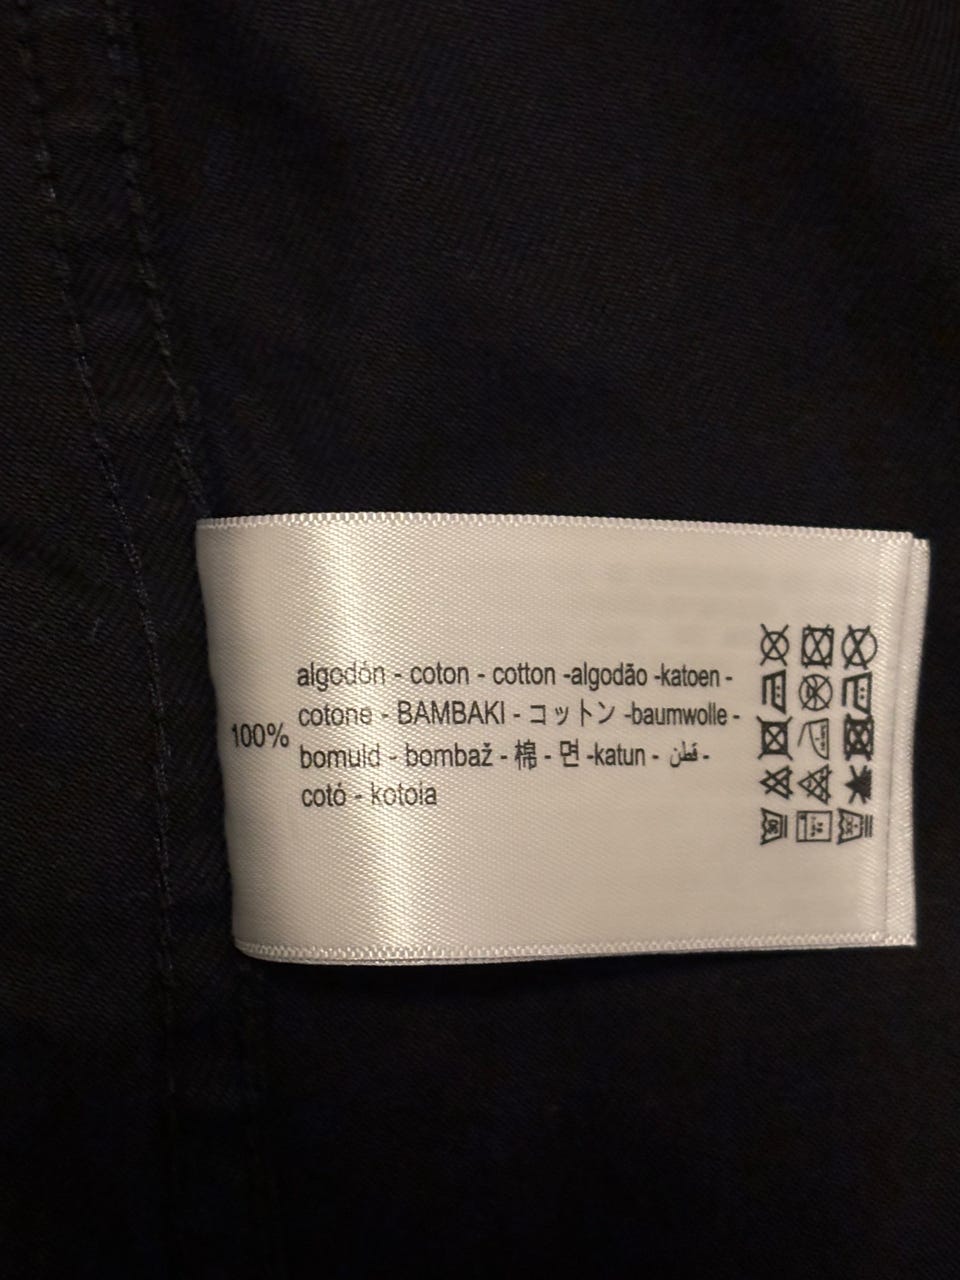 100%
algodón - coton - cotton -algodão -katoen -
cotone - BAMBAKI - コットン -baumwolle -
bomuld - bombaž - 棉 - 면 -katun - قطن -
cotó - kotoia